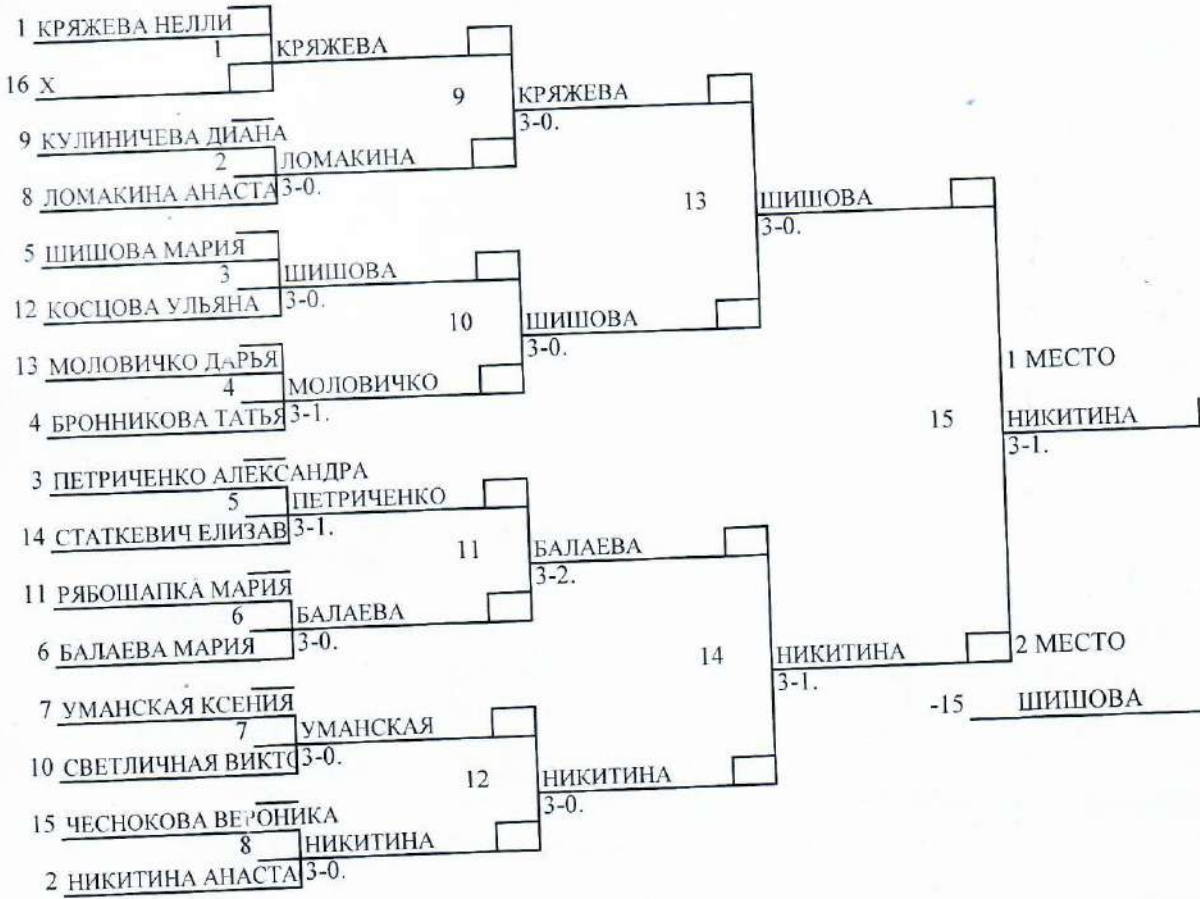 1 КРЯЖЕВА НЕЛЛИ
1 КРЯЖЕВА
16 Х
9 КРЯЖЕВА
3-0.
9 КУЛИНИЧЕВА ДИАНА
2 ЛОМАКИНА
3-0.
8 ЛОМАКИНА АНАСТА
13 ШИШОВА
3-0.
5 ШИШОВА МАРИЯ
3 ШИШОВА
3-0.
12 КОСЦОВА УЛЬЯНА
10 ШИШОВА
3-0.
13 МОЛОВИЧКО ДАРЬЯ
4 МОЛОВИЧКО
3-1.
4 БРОННИКОВА ТАТЬЯ
1 МЕСТО
15 НИКИТИНА
3-1.
3 ПЕТРИЧЕНКО АЛЕКСАНДРА
5 ПЕТРИЧЕНКО
3-1.
14 СТАТКЕВИЧ ЕЛИЗАВ
11 БАЛАЕВА
3-2.
11 РЯБОШАПКА МАРИЯ
6 БАЛАЕВА
3-0.
6 БАЛАЕВА МАРИЯ
14 НИКИТИНА
3-1.
2 МЕСТО
-15 ШИШОВА
7 УМАНСКАЯ КСЕНИЯ
7 УМАНСКАЯ
3-0.
10 СВЕТЛИЧНАЯ ВИКТО
12 НИКИТИНА
3-0.
15 ЧЕСНОКОВА ВЕРОНИКА
8 НИКИТИНА
3-0.
2 НИКИТИНА АНАСТА